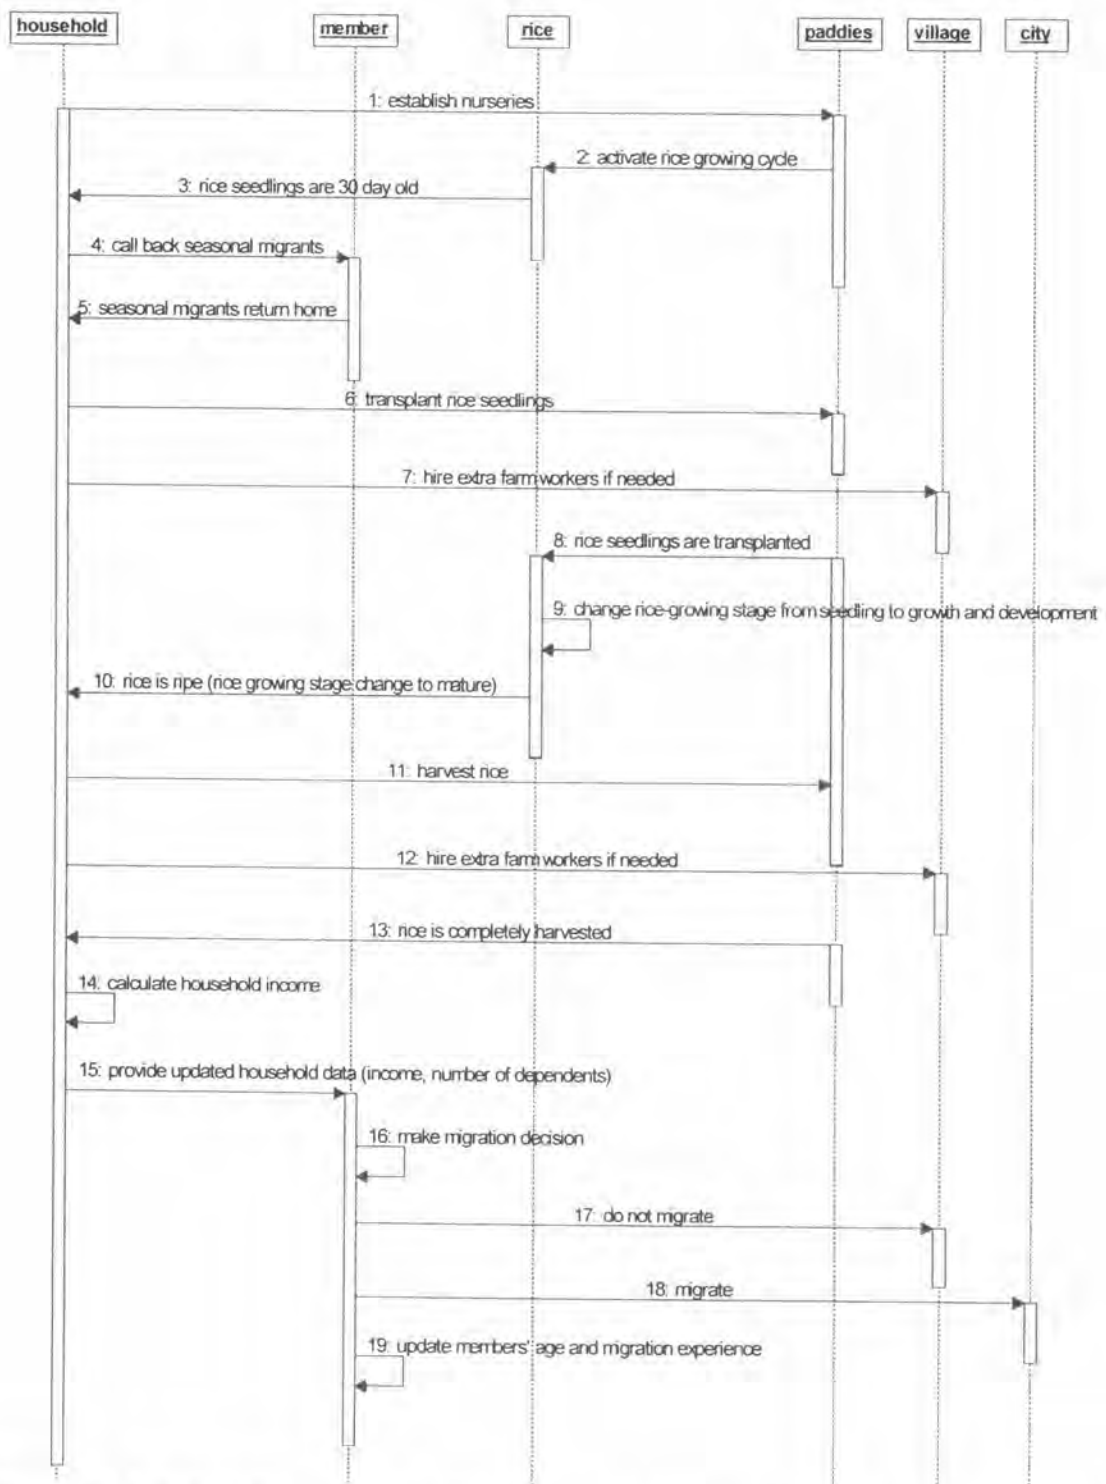 household
member
rice
paddies
village
city
1: establish nurseries
2: activate rice growing cycle
3: rice seedlings are 30 day old
4: call back seasonal migrants
5: seasonal migrants return home
6: transplant rice seedlings
7: hire extra farm workers if needed
8: rice seedlings are transplanted
9: change rice-growing stage from seedling to growth and development
10: rice is ripe (rice growing stage change to mature)
11: harvest rice
12: hire extra farm workers if needed
13: rice is completely harvested
14: calculate household income
15: provide updated household data (income, number of dependents)
16: make migration decision
17: do not migrate
18: migrate
19: update members' age and migration experience